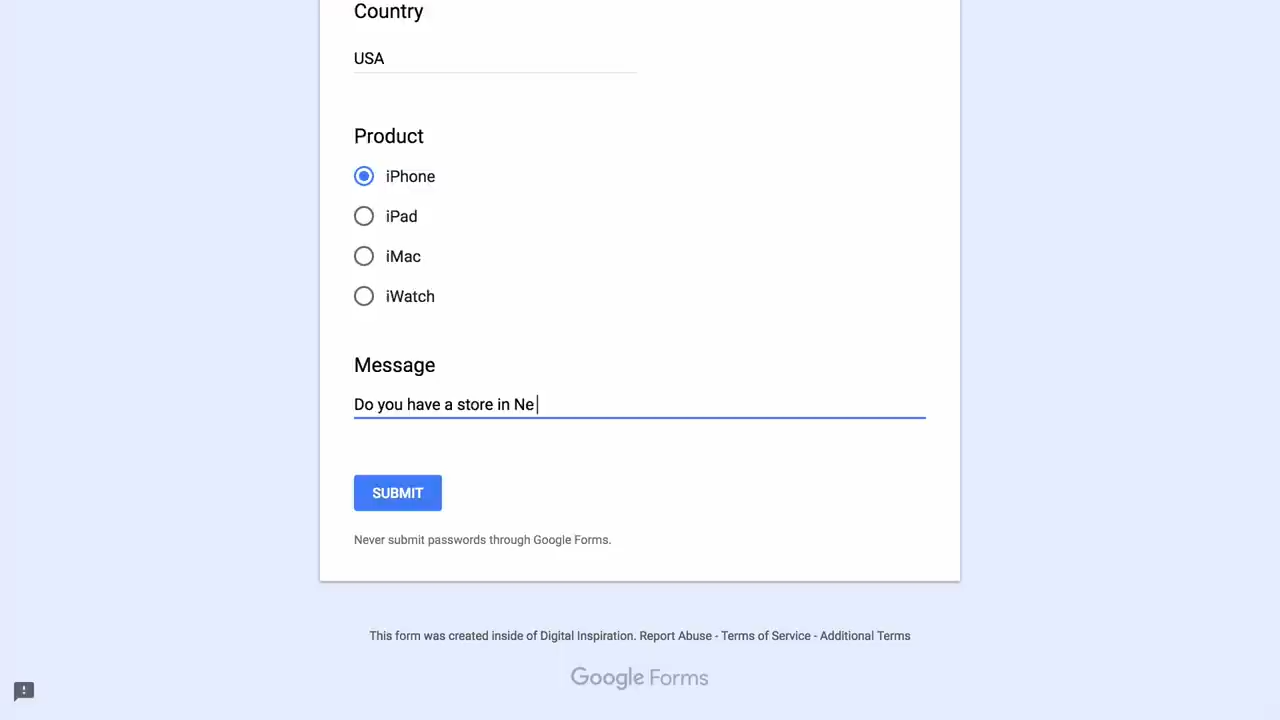 Country
USA
Product
iPhone
iPad
iMac
iWatch
Message
Do you have a store in Ne
SUBMIT
Never submit passwords through Google Forms.
This form was created inside of Digital Inspiration. Report Abuse - Terms of Service - Additional Terms
Google Forms